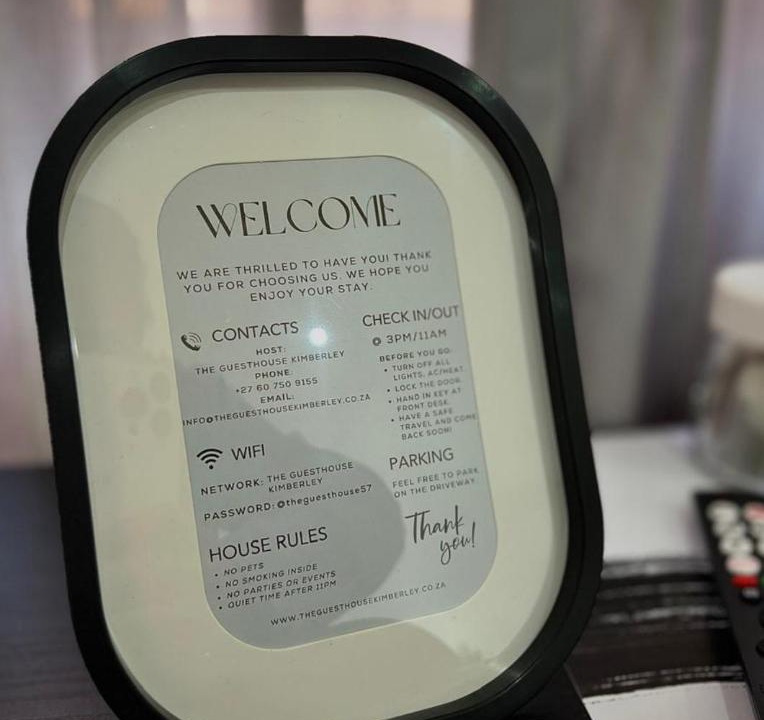 WELCOME
WE ARE THRILLED TO HAVE YOU! THANK
YOU FOR CHOOSING US. WE HOPE YOU
ENJOY YOUR STAY.
CONTACTS
HOST:
THE GUESTHOUSE KIMBERLEY
PHONE:
+27 60 750 9155
EMAIL:
INFO@THEGUESTHOUSEKIMBERLEY.CO.ZA
WIFI
NETWORK: THE GUESTHOUSE
KIMBERLEY
PASSWORD: @theguesthouse57
HOUSE RULES
• NO PETS
• NO SMOKING INSIDE
• NO PARTIES OR EVENTS
• QUIET TIME AFTER 11PM
CHECK IN/OUT
3PM/11AM
BEFORE YOU GO:
• TURN OFF ALL
LIGHTS, AC/HEAT.
• LOCK THE DOOR.
• HAND IN KEY AT
FRONT DESK.
• HAVE A SAFE
TRAVEL AND COME
BACK SOON!
PARKING
FEEL FREE TO PARK
ON THE DRIVEWAY.
Thank
you!
WWW.THEGUESTHOUSEKIMBERLEY.CO.ZA